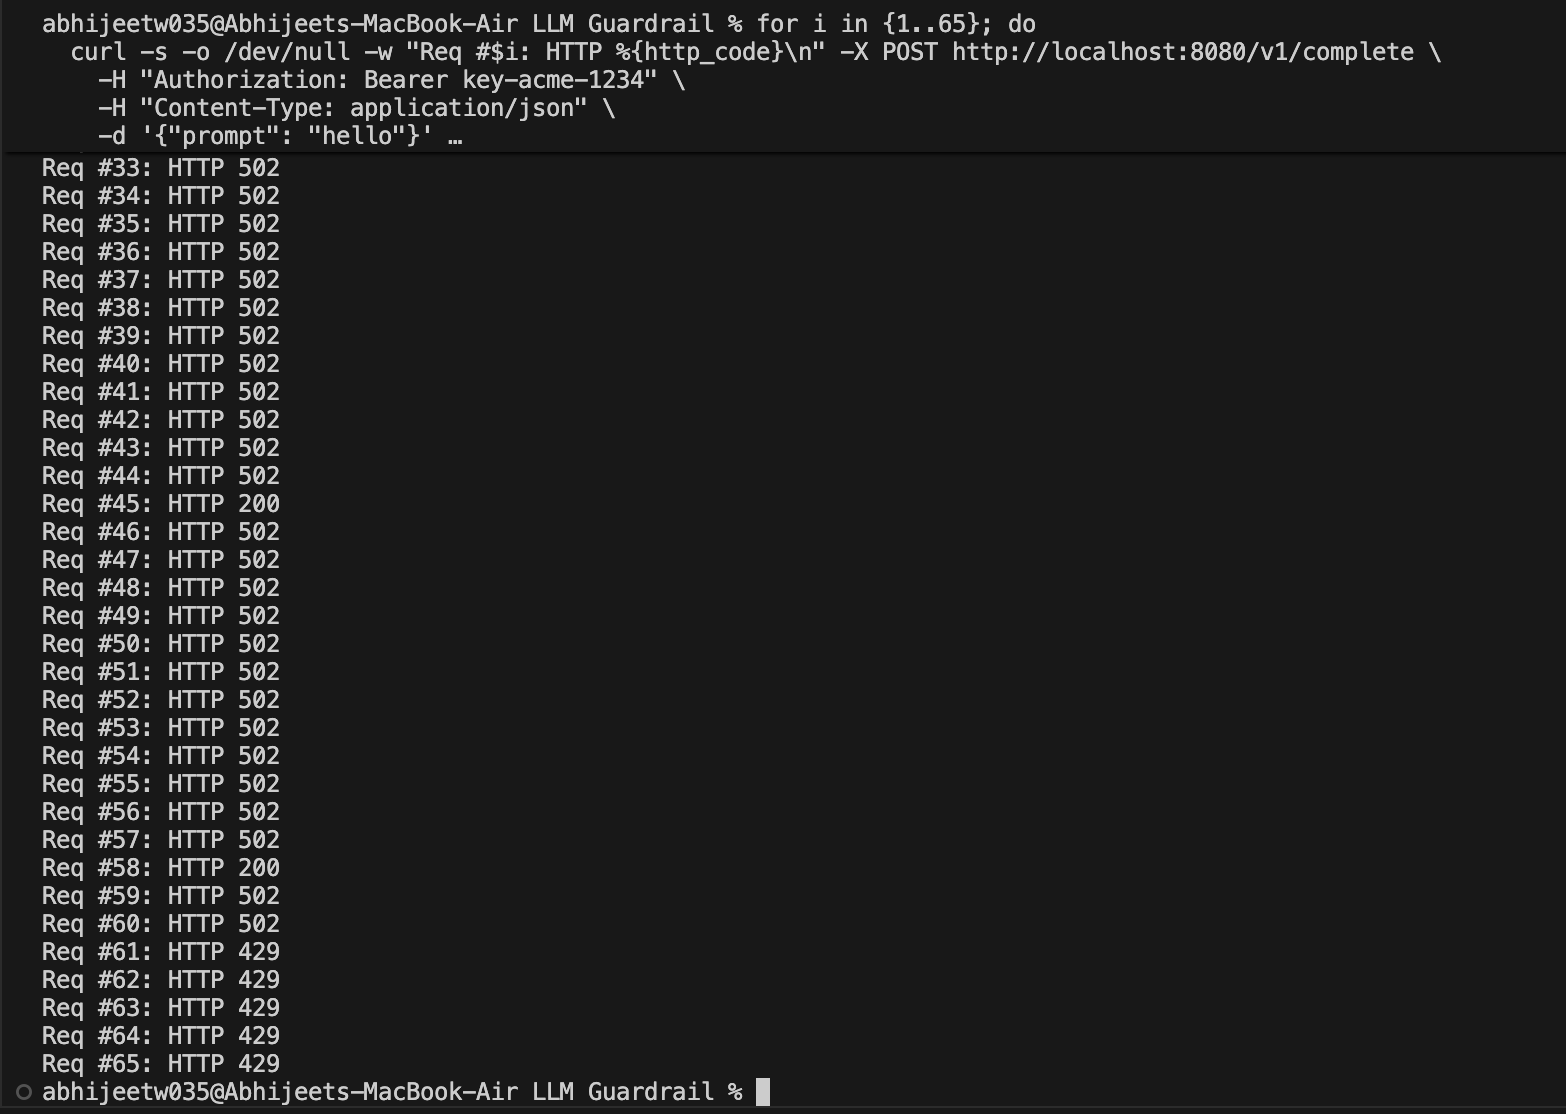 abhijeetw035@Abhijeets-MacBook-Air LLM Guardrail % for i in {1..65}; do
  curl -s -o /dev/null -w "Req #$i: HTTP %{http_code}\n" -X POST http://localhost:8080/v1/complete \
    -H "Authorization: Bearer key-acme-1234" \
    -H "Content-Type: application/json" \
    -d '{"prompt": "hello"}' …
Req #33: HTTP 502
Req #34: HTTP 502
Req #35: HTTP 502
Req #36: HTTP 502
Req #37: HTTP 502
Req #38: HTTP 502
Req #39: HTTP 502
Req #40: HTTP 502
Req #41: HTTP 502
Req #42: HTTP 502
Req #43: HTTP 502
Req #44: HTTP 502
Req #45: HTTP 200
Req #46: HTTP 502
Req #47: HTTP 502
Req #48: HTTP 502
Req #49: HTTP 502
Req #50: HTTP 502
Req #51: HTTP 502
Req #52: HTTP 502
Req #53: HTTP 502
Req #54: HTTP 502
Req #55: HTTP 502
Req #56: HTTP 502
Req #57: HTTP 502
Req #58: HTTP 200
Req #59: HTTP 502
Req #60: HTTP 502
Req #61: HTTP 429
Req #62: HTTP 429
Req #63: HTTP 429
Req #64: HTTP 429
Req #65: HTTP 429
abhijeetw035@Abhijeets-MacBook-Air LLM Guardrail %